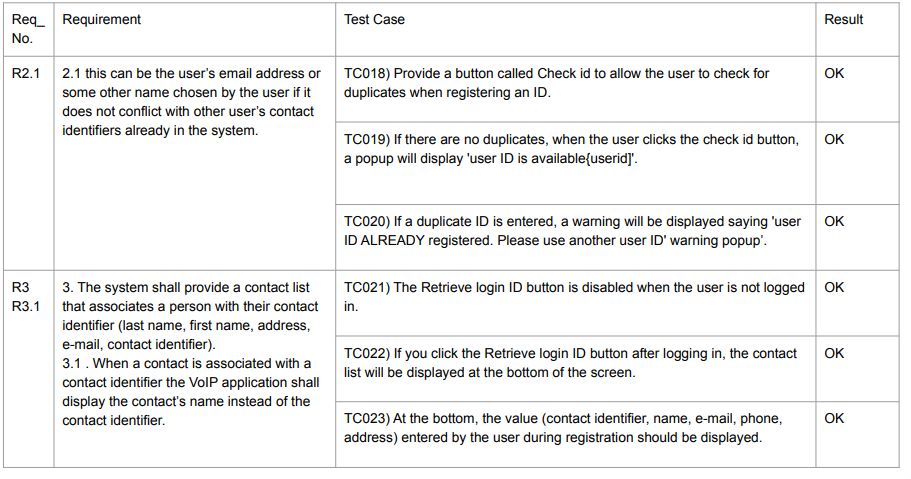 Req_ Requirement Test Case Result
No.
R2.1 2.1 this can be the user's email address or
some other name chosen by the user if it
does not conflict with other user's contact
identifiers already in the system.
TC018) Provide a button called Check id to allow the user to check for
duplicates when registering an ID.
OK
TC019) If there are no duplicates, when the user clicks the check id button,
a popup will display 'user ID is available{userid]'.
OK
TC020) If a duplicate ID is entered, a warning will be displayed saying 'user
ID ALREADY registered. Please use another user ID' warning popup’.
OK
R3
R3.1
3. The system shall provide a contact list
that associates a person with their contact
identifier (last name, first name, address,
e-mail, contact identifier).
3.1 . When a contact is associated with a
contact identifier the VoIP application shall
display the contact's name instead of the
contact identifier.
TC021) The Retrieve login ID button is disabled when the user is not logged
in.
OK
TC022) If you click the Retrieve login ID button after logging in, the contact
list will be displayed at the bottom of the screen.
OK
TC023) At the bottom, the value (contact identifier, name, e-mail, phone,
address) entered by the user during registration should be displayed.
OK